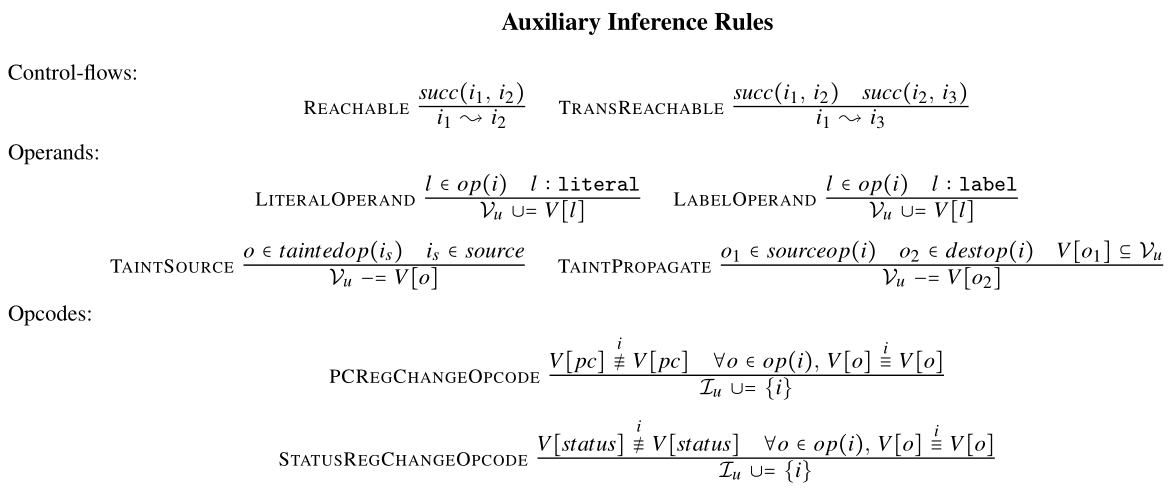 Auxiliary Inference Rules
Control-flows:
REACHABLE succ(i₁, i₂) / i₁ ⤳ i₂ TRANSREACHABLE succ(i₁, i₂) succ(i₂, i₃) / i₁ ⤳ i₃
Operands:
LITERALOPERAND l ∈ op(i) l : literal / 𝒱ᵤ ∪= V[l] LABELOPERAND l ∈ op(i) l : label / 𝒱ᵤ ∪= V[l]
TAINTSOURCE o ∈ taintedop(iₛ) iₛ ∈ source / 𝒱ᵤ −= V[o] TAINTPROPAGATE o₁ ∈ sourceop(i) o₂ ∈ destop(i) V[o₁] ⊆ 𝒱ᵤ / 𝒱ᵤ −= V[o₂]
Opcodes:
PCREGCHANGEOPCODE V[pc] ≢ⁱ V[pc] ∀o ∈ op(i), V[o] ≡ⁱ V[o] / ℐᵤ ∪= {i}
STATUSREGCHANGEOPCODE V[status] ≢ⁱ V[status] ∀o ∈ op(i), V[o] ≡ⁱ V[o] / ℐᵤ ∪= {i}